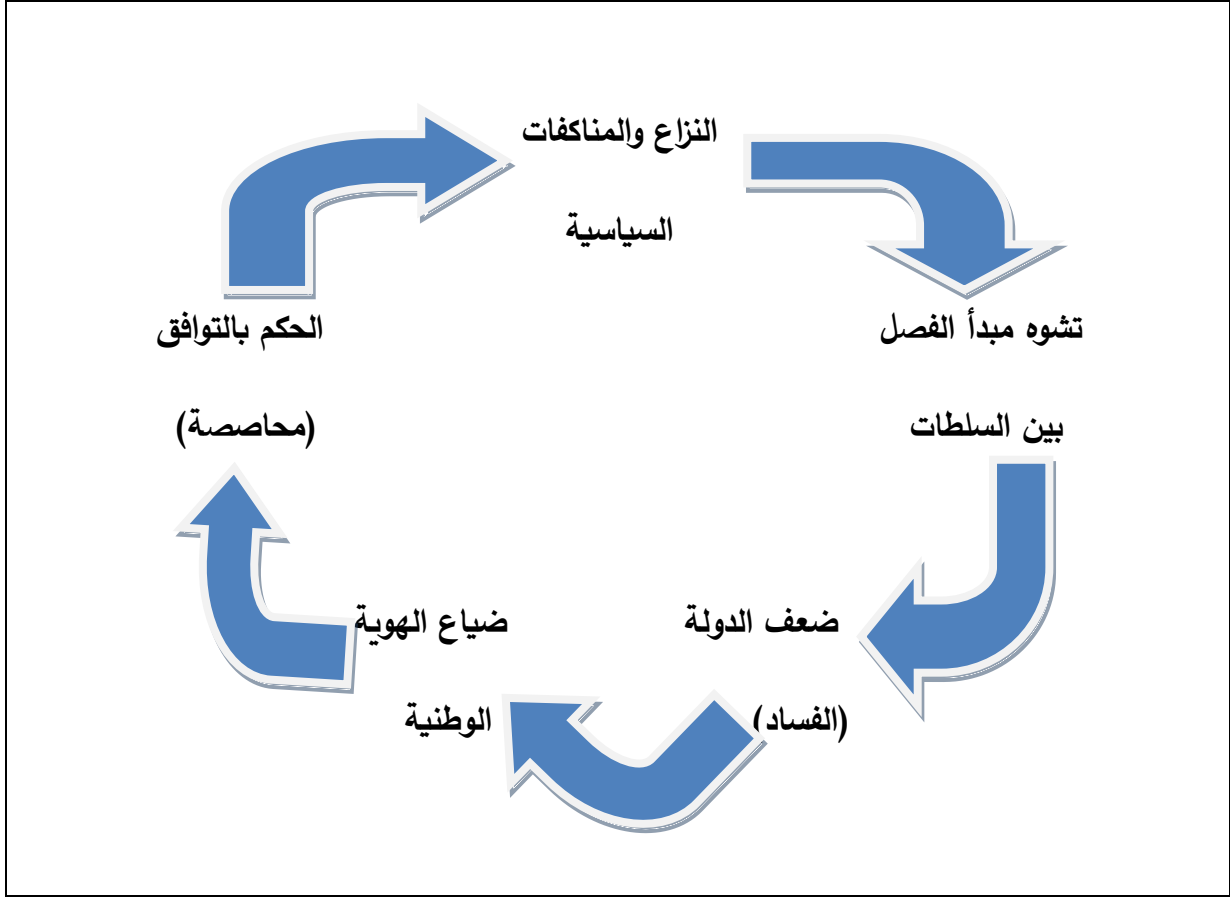 النزاع والمناكفات
السياسية
تشوه مبدأ الفصل
بين السلطات
ضعف الدولة
(الفساد)
ضياع الهوية
الوطنية
الحكم بالتوافق
(محاصصة)